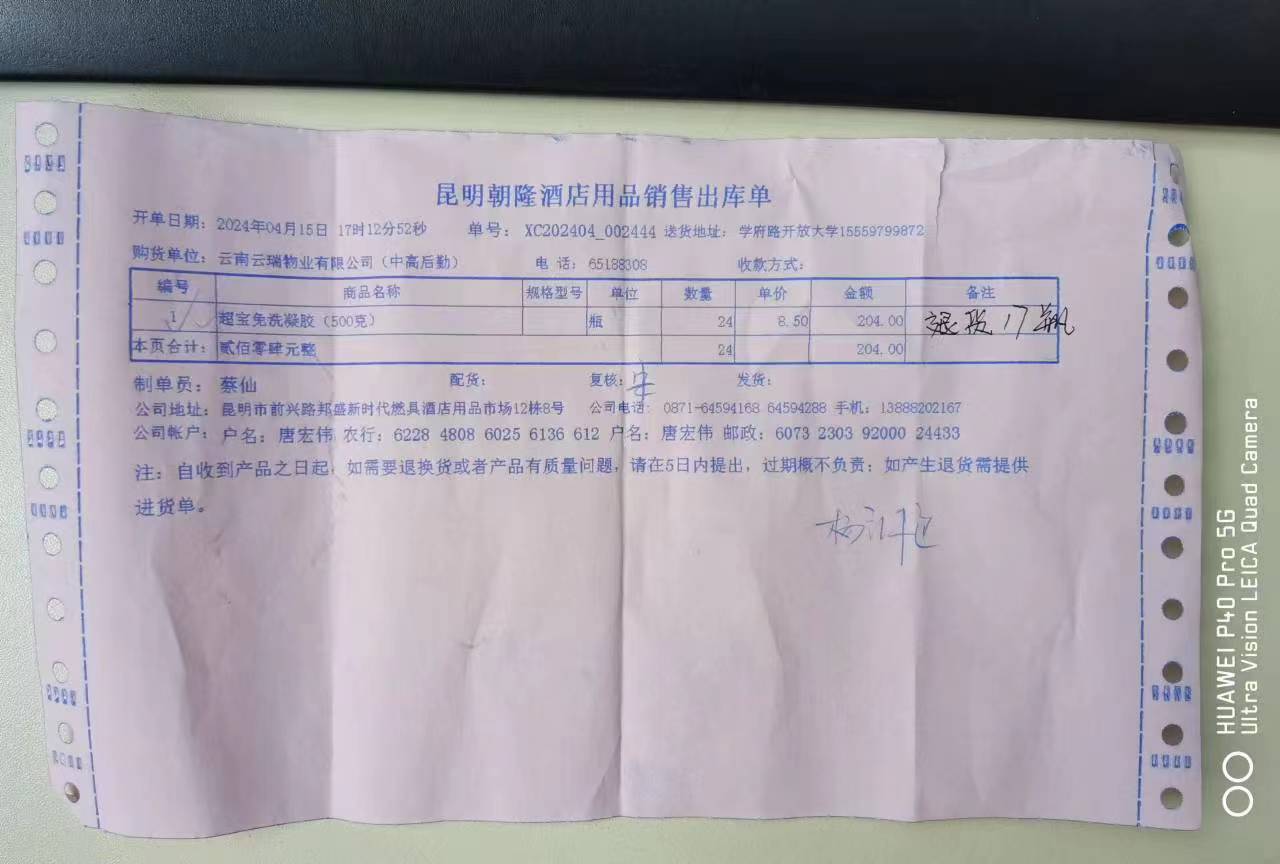 昆明朝隆酒店用品销售出库单
开单日期: 2024年04月15日 17时12分52秒 单号: XC202404_002444 送货地址: 学府路开放大学15559799872
购货单位: 云南云瑞物业有限公司（中高后勤） 电 话: 65188308 收款方式:
编号 商品名称 规格型号 单位 数量 单价 金额 备注
1 超宝免洗凝胶（500克） 瓶 24 8.50 204.00 17瓶
本页合计: 贰佰零肆元整 24 204.00
制单员: 蔡仙 配货: 复核: 发货:
公司地址: 昆明市前兴路邦盛新时代燃具酒店用品市场12栋8号 公司电话: 0871-64594168 64594288 手机: 13888202167
公司帐户: 户名: 唐宏伟 农行: 6228 4808 6025 6136 612 户名: 唐宏伟 邮政: 6073 2303 92000 24433
注: 自收到产品之日起, 如需要退换货或者产品有质量问题, 请在5日内提出, 过期概不负责; 如产生退货需提供
进货单。
HUAWEI P40 Pro 5G
Ultra Vision LEICA Quad Camera